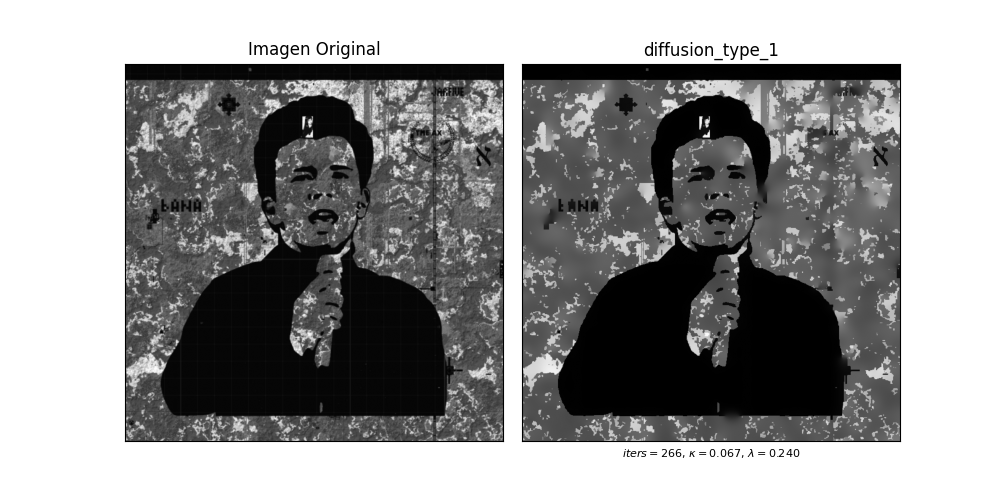 Imagen Original
diffusion_type_1
iters = 266, κ = 0.067, λ = 0.240